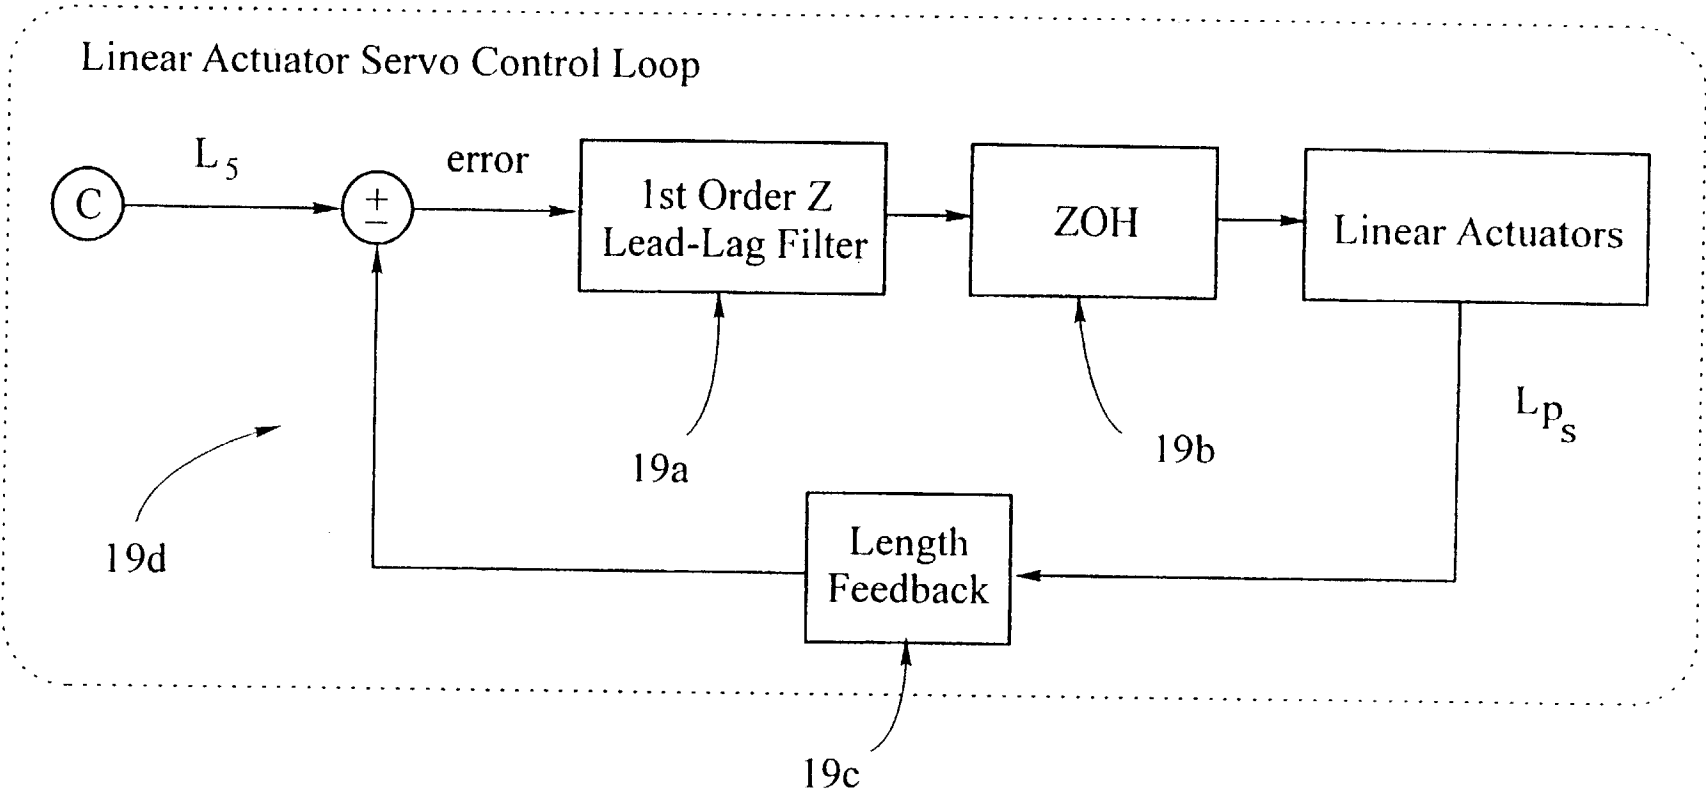 Linear Actuator Servo Control Loop
C
L5
±
error
1st Order Z
Lead-Lag Filter
ZOH
Linear Actuators
Lps
19a
19b
19d
Length
Feedback
19c